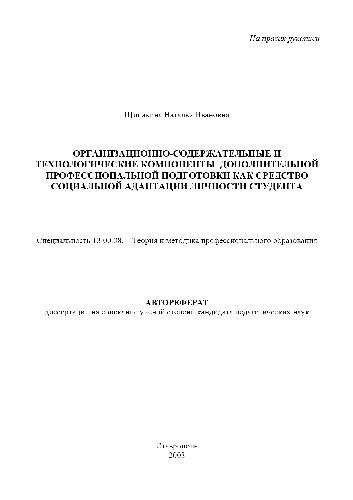 На правах рукописи
Наталья Ивановна
ОРГАНИЗАЦИОННО-СОДЕРЖАТЕЛЬНЫЕ И
ТЕХНОЛОГИЧЕСКИЕ КОМПОНЕНТЫ ДОПОЛНИТЕЛЬНОЙ
ПРОФЕССИОНАЛЬНОЙ ПОДГОТОВКИ КАК СРЕДСТВО
СОЦИАЛЬНОЙ АДАПТАЦИИ ЛИЧНОСТИ СТУДЕНТА
Специальность 13.00.08. – Теория и методика профессионального образования
АВТОРЕФЕРАТ
диссертации на соискание ученой степени кандидата педагогических наук
Ставрополь
2003